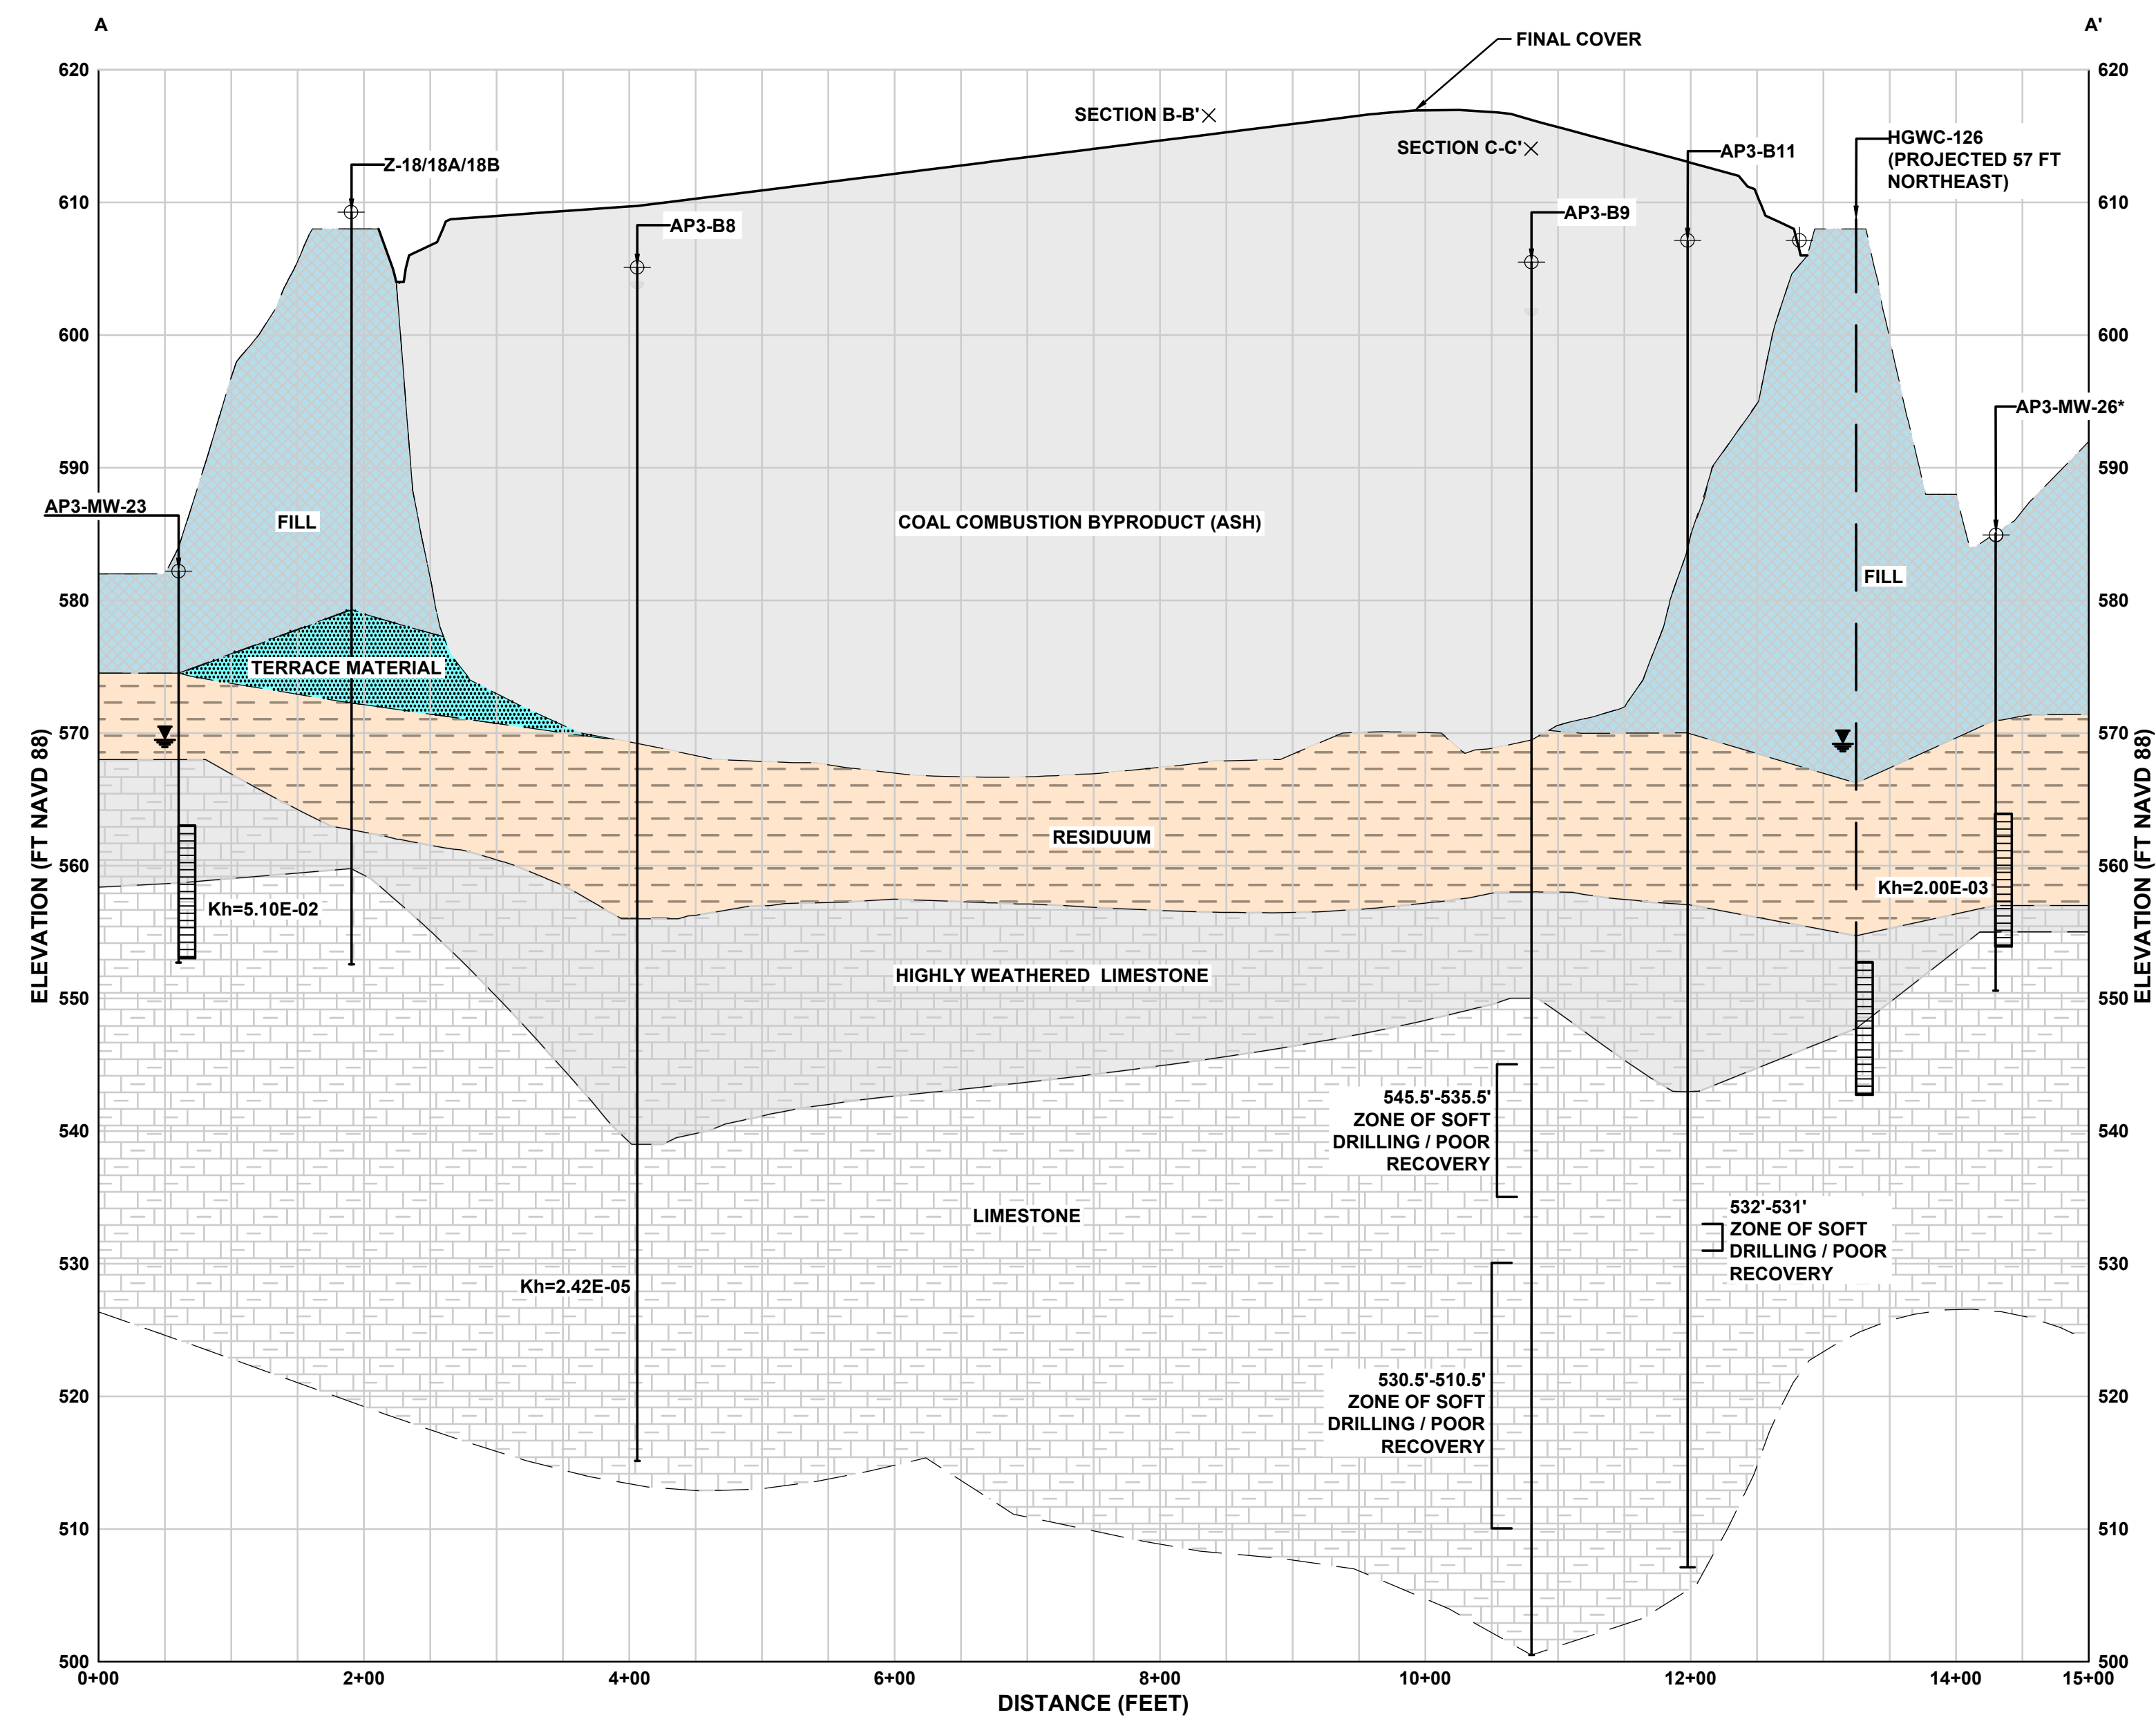 A
A'
FINAL COVER
620
620
SECTION B-B'
HGWC-126
(PROJECTED 57 FT
NORTHEAST)
SECTION C-C'
AP3-B11
Z-18/18A/18B
610
610
AP3-B8
AP3-B9
600
600
AP3-MW-26*
590
590
AP3-MW-23
FILL
COAL COMBUSTION BYPRODUCT (ASH)
FILL
580
580
TERRACE MATERIAL
570
570
RESIDUUM
560
560
Kh=5.10E-02
Kh=2.00E-03
ELEVATION (FT NAVD 88)
ELEVATION (FT NAVD 88)
HIGHLY WEATHERED LIMESTONE
550
550
545.5'-535.5'
ZONE OF SOFT
DRILLING / POOR
RECOVERY
540
540
LIMESTONE
532'-531'
ZONE OF SOFT
DRILLING / POOR
RECOVERY
530
530
Kh=2.42E-05
530.5'-510.5'
ZONE OF SOFT
DRILLING / POOR
RECOVERY
520
520
510
510
500
500
0+00
2+00
4+00
6+00
8+00
10+00
12+00
14+00
15+00
DISTANCE (FEET)